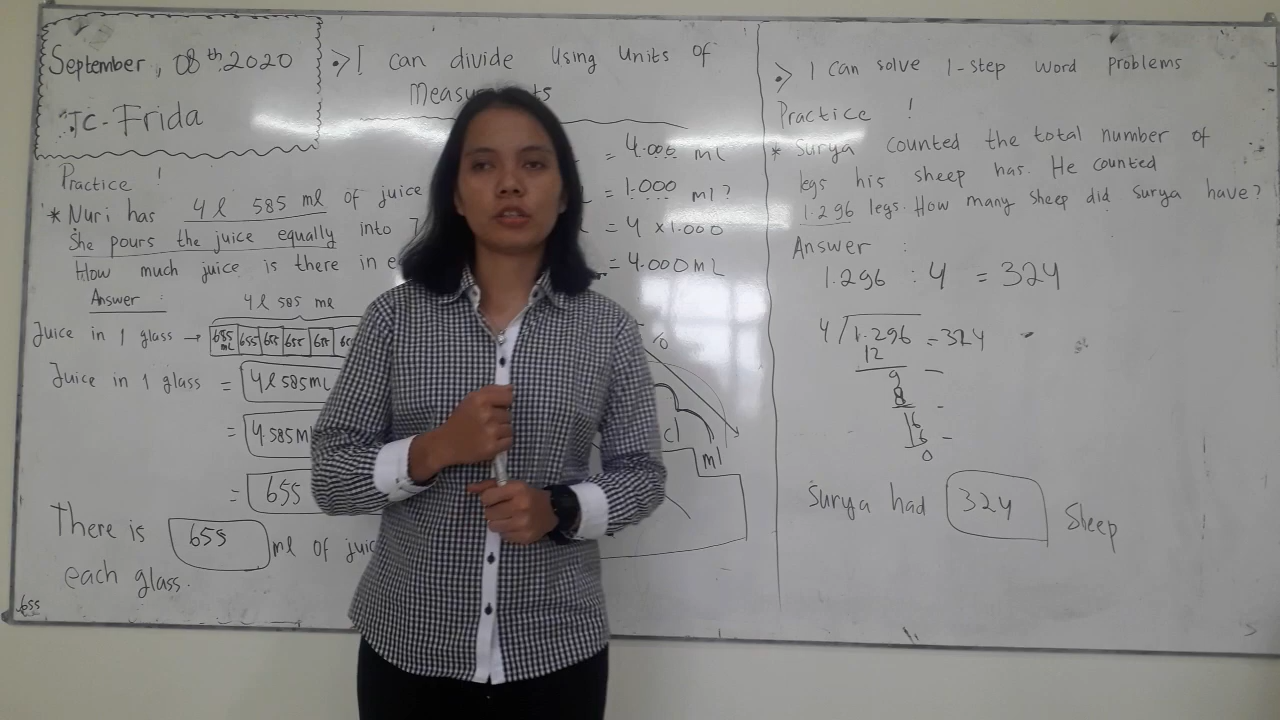 September, 08th, 2020
TC-Frida
Practice !
* Nuri has 4 l 585 ml of juice
She pours the juice equally into 7
How much juice is there in
Answer :
4 l 585 ml
Juice in 1 glass → 655 ml 655 655 655 655
Juice in 1 glass = 4 l 585 ml
= 4.585 m
= 655
There is 655 ml of juic
each glass.
655
I can divide using units of
Measurements
= 4.000 ml
= 1.000 ml?
= 4 x 1.000
= 4.000 mL
cl
ml
I can solve 1-step word problems
Practice !
* Surya counted the total number of
legs his sheep has. He counted
1.296 legs. How many sheep did Surya have?
Answer :
1.296 : 4 = 324
4 1.296 = 324
12
9
8
16
16
0
Surya had 324 Sheep